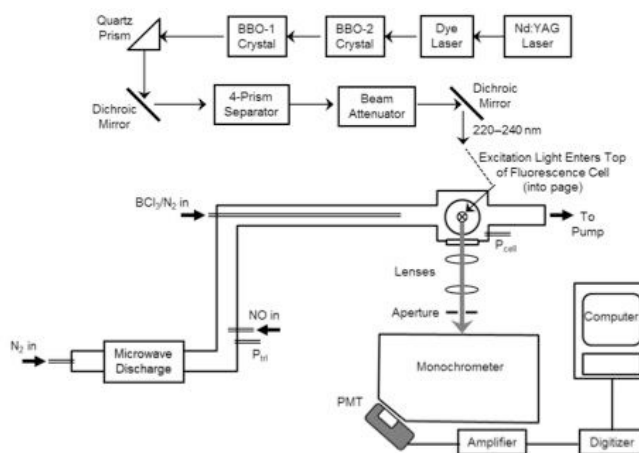 Quartz
Prism
BBO-1
Crystal
BBO-2
Crystal
Dye
Laser
Nd:YAG
Laser
Dichroic
Mirror
4-Prism
Separator
Beam
Attenuator
Dichroic
Mirror
220–240 nm
Excitation Light Enters Top
of Fluorescence Cell
(into page)
BCl₃/N₂ in
To
Pump
P_cell
Lenses
NO in
Aperture
Computer
N₂ in
Microwave
Discharge
P_trl
Monochrometer
PMT
Amplifier
Digitizer